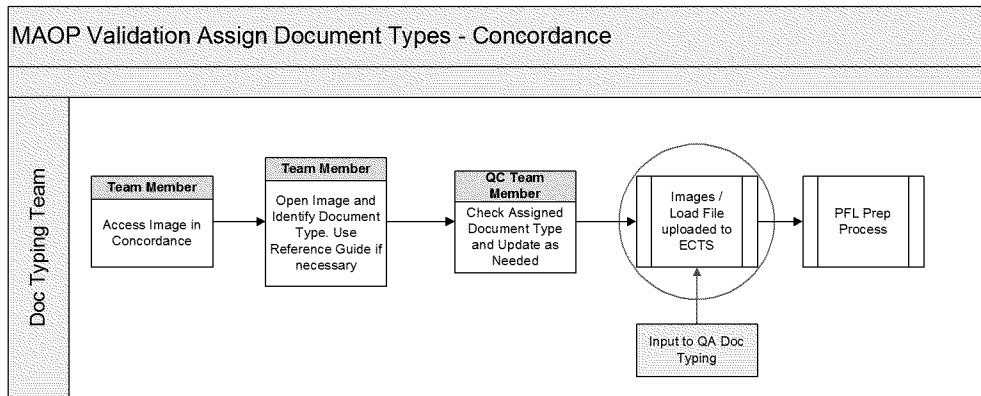 MAOP Validation Assign Document Types - Concordance
Doc Typing Team
Team Member
Access Image in
Concordance
Team Member
Open Image and
Identify Document
Type. Use
Reference Guide if
necessary
QC Team
Member
Check Assigned
Document Type
and Update as
Needed
Images /
Load File
uploaded to
ECTS
PFL Prep
Process
Input to QA Doc
Typing